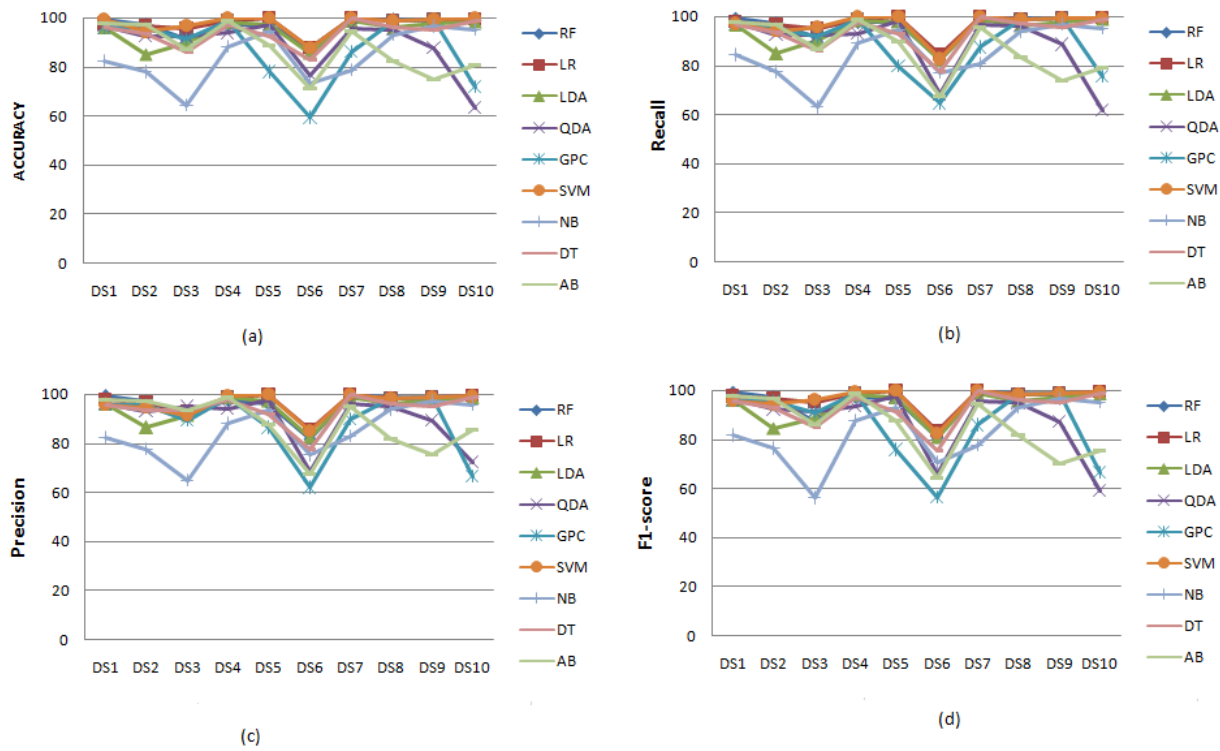 ACCURACY
100
80
60
40
20
0
DS1 DS2 DS3 DS4 DS5 DS6 DS7 DS8 DS9 DS10
RF
LR
LDA
QDA
GPC
SVM
NB
DT
AB
(a)
Recall
100
80
60
40
20
0
DS1 DS2 DS3 DS4 DS5 DS6 DS7 DS8 DS9 DS10
RF
LR
LDA
QDA
GPC
SVM
NB
DT
AB
(b)
Precision
100
80
60
40
20
0
DS1 DS2 DS3 DS4 DS5 DS6 DS7 DS8 DS9 DS10
RF
LR
LDA
QDA
GPC
SVM
NB
DT
AB
(c)
F1-score
100
80
60
40
20
0
DS1 DS2 DS3 DS4 DS5 DS6 DS7 DS8 DS9 DS10
RF
LR
LDA
QDA
GPC
SVM
NB
DT
AB
(d)